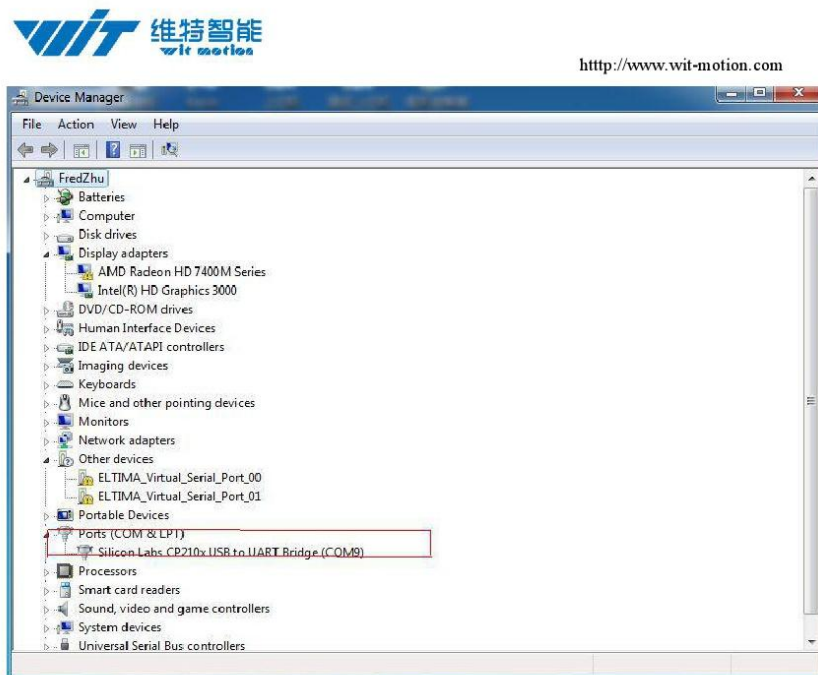 WIT 维特智能
wit motion
htttp://www.wit-motion.com
Device Manager
File Action View Help
FredZhu
Batteries
Computer
Disk drives
Display adapters
AMD Radeon HD 7400M Series
Intel(R) HD Graphics 3000
DVD/CD-ROM drives
Human Interface Devices
IDE ATA/ATAPI controllers
Imaging devices
Keyboards
Mice and other pointing devices
Monitors
Network adapters
Other devices
ELTIMA_Virtual_Serial_Port_00
ELTIMA_Virtual_Serial_Port_01
Portable Devices
Ports (COM & LPT)
Silicon Labs CP210x USB to UART Bridge (COM9)
Processors
Smart card readers
Sound, video and game controllers
System devices
Universal Serial Bus controllers